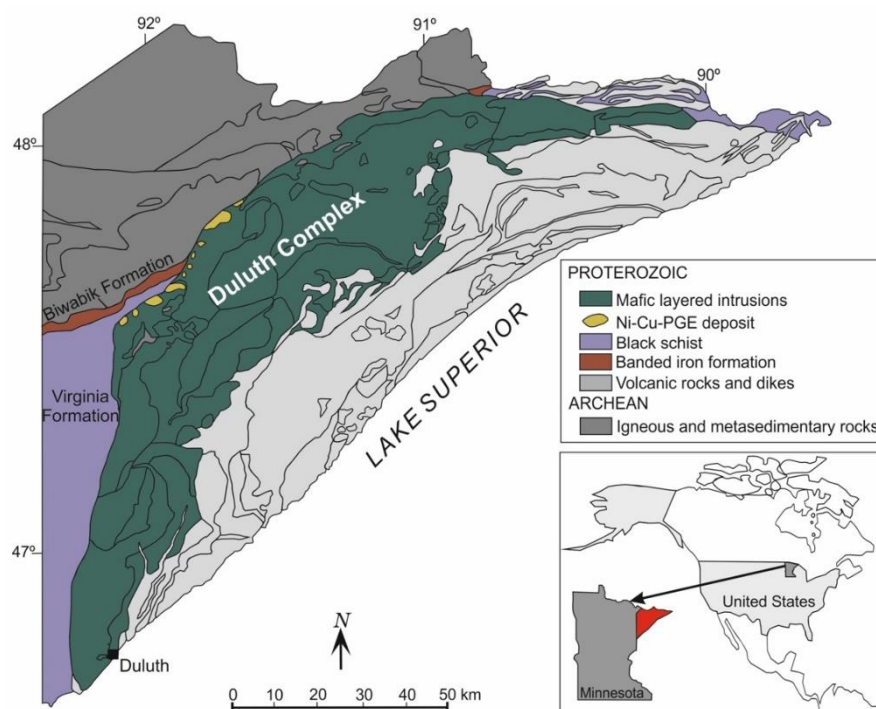 92º
91º
90º
48º
Duluth Complex
Biwabik Formation
Virginia
Formation
LAKE SUPERIOR
47º
Duluth
N
0 10 20 30 40 50 km
PROTEROZOIC
Mafic layered intrusions
Ni-Cu-PGE deposit
Black schist
Banded iron formation
Volcanic rocks and dikes
ARCHEAN
Igneous and metasedimentary rocks
United States
Minnesota